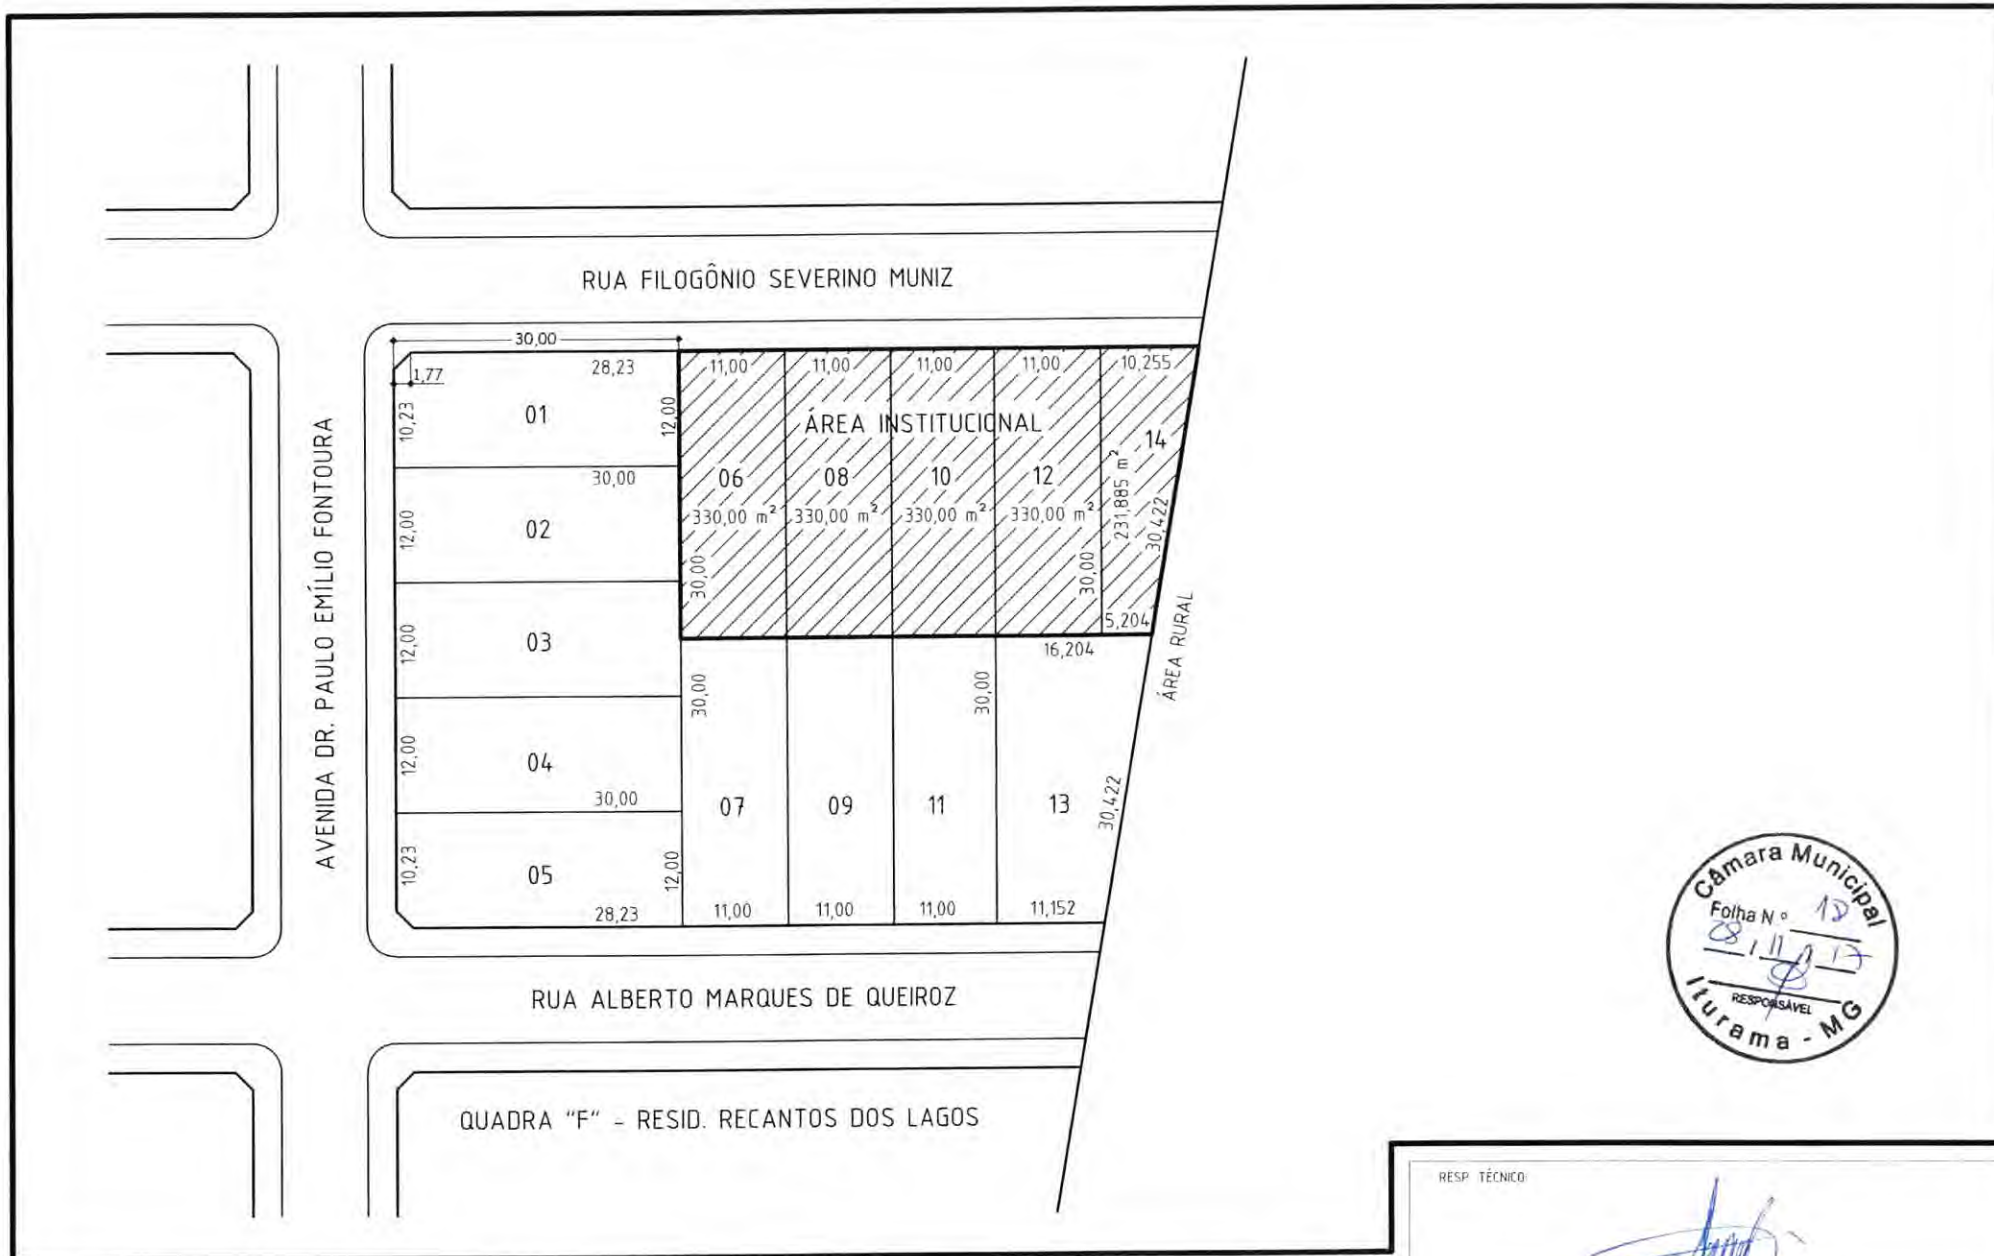 RUA FILOGÔNIO SEVERINO MUNIZ
30,00
1,77
28,23
11,00
11,00
11,00
11,00
10,255
10,23
01
12,00
ÁREA INSTITUCIONAL
30,00
06
08
10
12
14
330,00 m²
330,00 m²
330,00 m²
330,00 m²
231,885 m²
30,422
12,00
02
30,00
30,00
5,204
16,204
ÁREA RURAL
AVENIDA DR. PAULO EMÍLIO FONTOURA
12,00
03
30,00
30,00
12,00
04
30,00
07
09
11
13
30,422
10,23
05
12,00
28,23
11,00
11,00
11,00
11,152
RUA ALBERTO MARQUES DE QUEIROZ
QUADRA "F" - RESID. RECANTOS DOS LAGOS
Câmara Municipal
Folha Nº 18
28 / 11 / 17
RESPONSÁVEL
Iturama - MG
RESP TÉCNICO